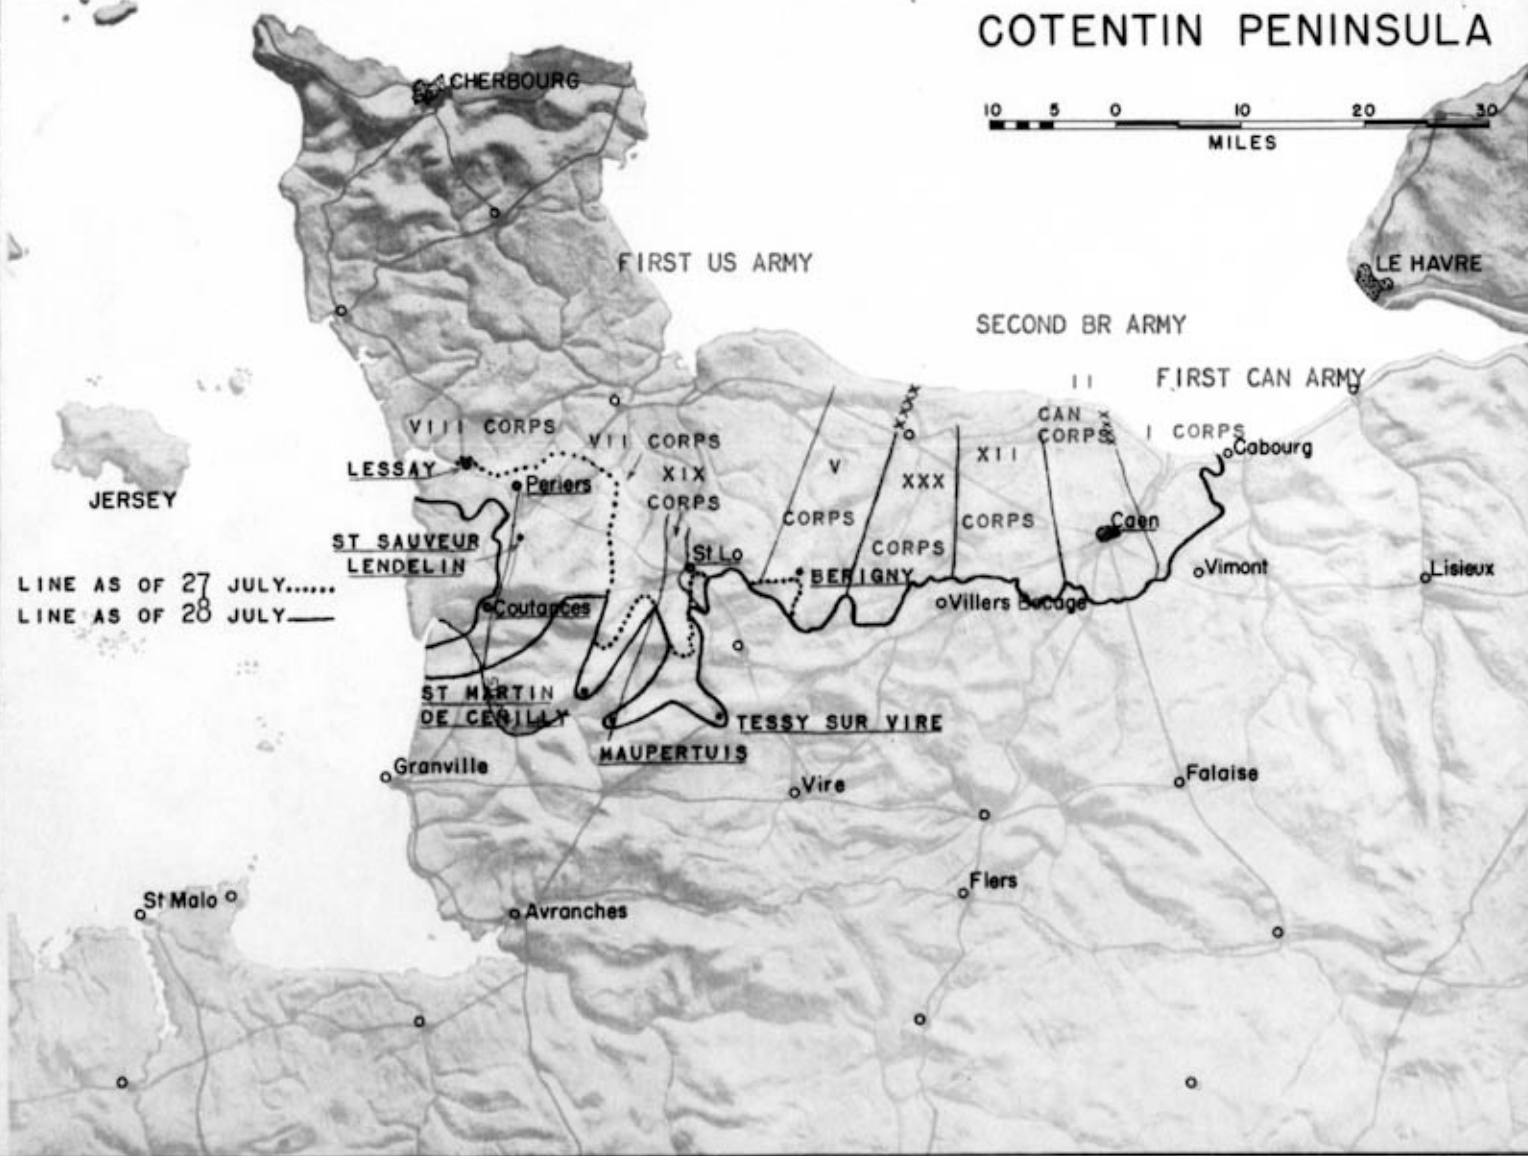 COTENTIN PENINSULA
10 5 0 10 20 30
MILES
CHERBOURG
FIRST US ARMY
LE HAVRE
SECOND BR ARMY
II
FIRST CAN ARMY
CAN
CORPS
I CORPS
Cabourg
VIII CORPS
VII CORPS
XXXX
XXX
LESSAY
XIX
CORPS
V
CORPS
XXX
CORPS
XII
CORPS
Periers
JERSEY
Caen
ST SAUVEUR
LENDELIN
St Lo
BERIGNY
Vimont
Lisieux
LINE AS OF 27 JULY......
LINE AS OF 28 JULY
Coutances
Villers Bocage
ST MARTIN
DE CENILLY
TESSY SUR VIRE
MAUPERTUIS
Granville
Vire
Falaise
St Malo
Flers
Avranches